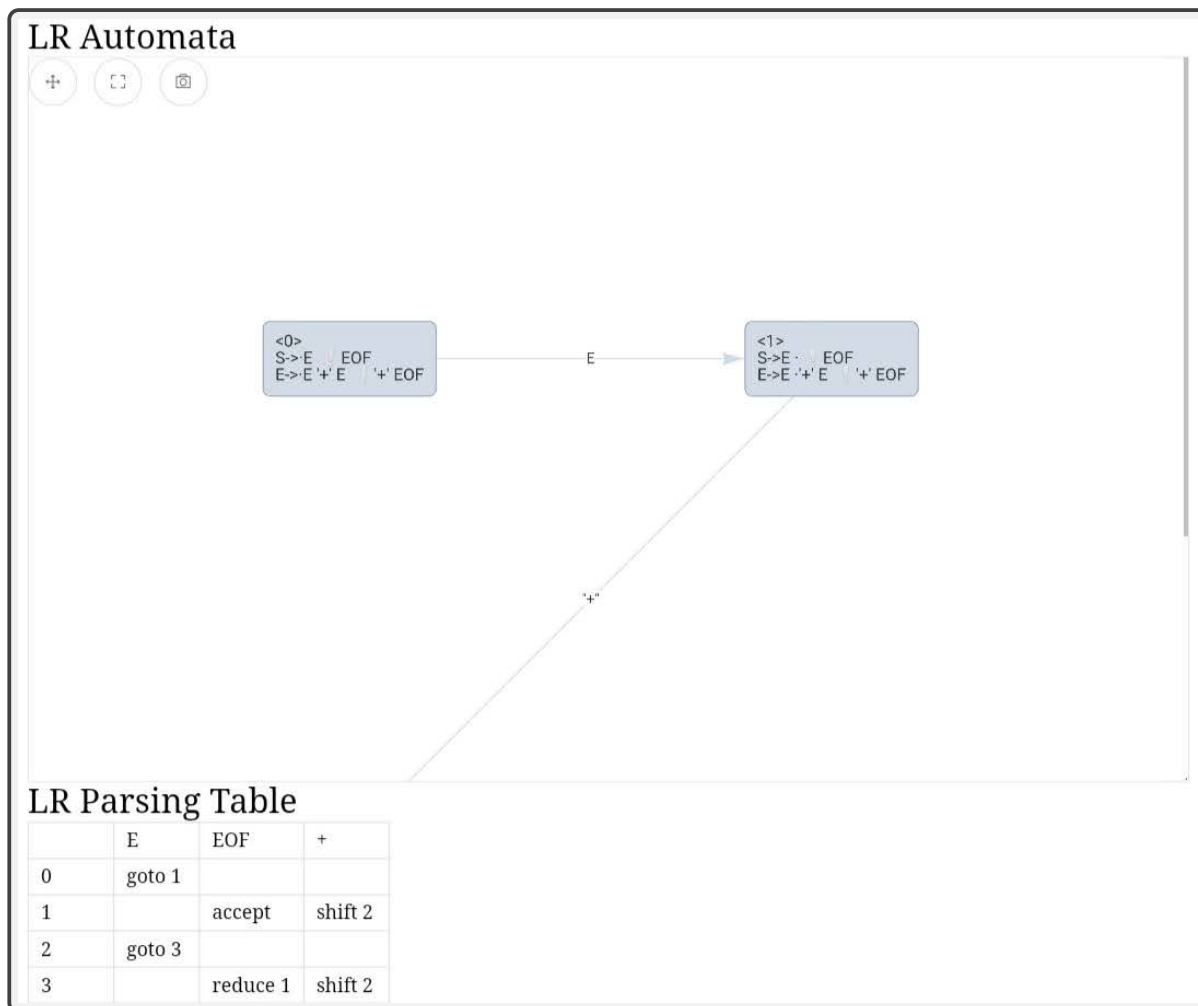 LR Automata
<0>
S->·E EOF
E->·E '+' E '+' EOF
E
<1>
S->E · EOF
E->E ·'+' E '+' EOF
"+"
LR Parsing Table
E EOF +
0 goto 1
1 accept shift 2
2 goto 3
3 reduce 1 shift 2